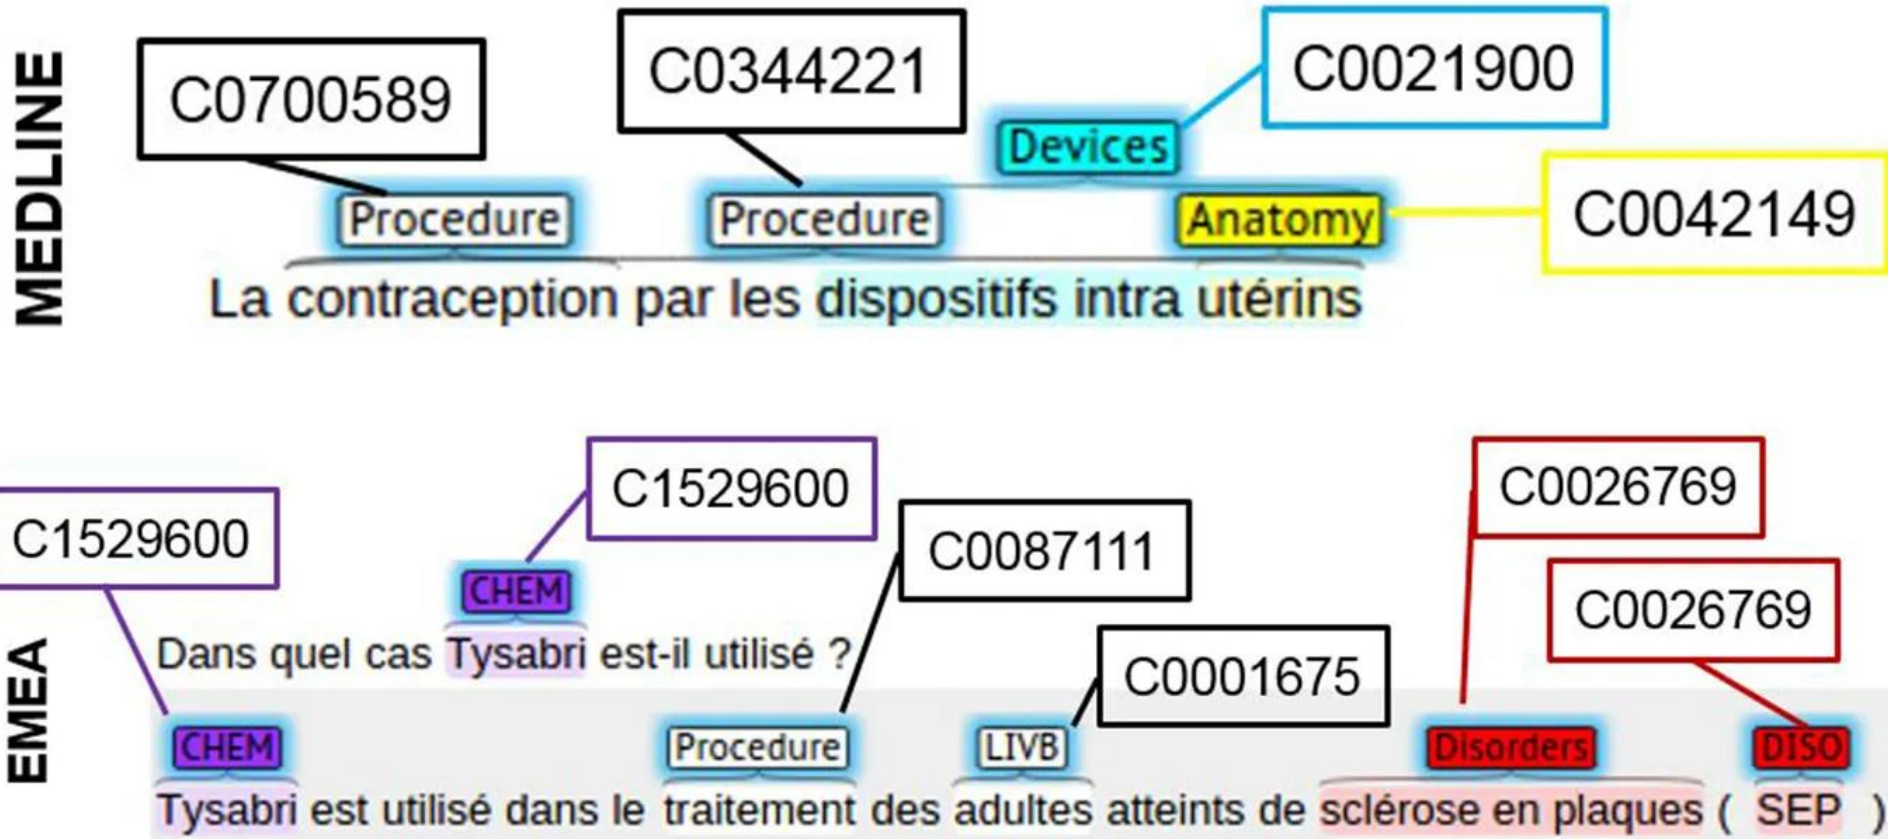 MEDLINE
C0700589
C0344221
C0021900
Devices
C0042149
Procedure Procedure Anatomy
La contraception par les dispositifs intra utérins
EMEA
C1529600
C1529600
C0087111
C0026769
C0026769
CHEM
Dans quel cas Tysabri est-il utilisé ?
C0001675
CHEM Procedure LIVB Disorders DISO
Tysabri est utilisé dans le traitement des adultes atteints de sclérose en plaques ( SEP )